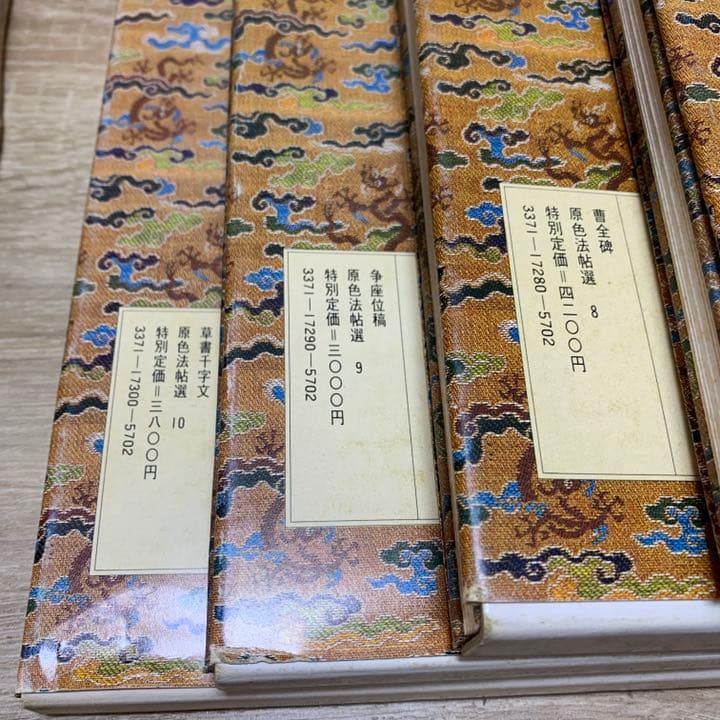 曹全碑
原色法帖選 8
特別定価=四二〇〇円
3371―17280―5702
争座位稿
原色法帖選 9
特別定価=三〇〇〇円
3371―17290―5702
草書千字文
原色法帖選 10
特別定価=三八〇〇円
3371―17300―5702